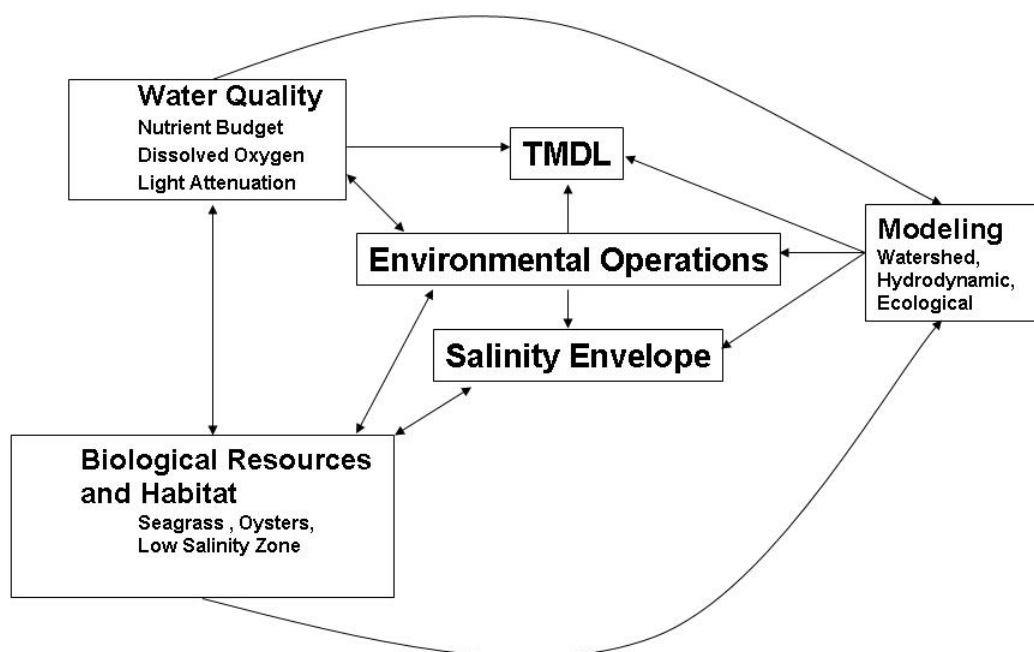 Water Quality
Nutrient Budget
Dissolved Oxygen
Light Attenuation
TMDL
Modeling
Watershed,
Hydrodynamic,
Ecological
Environmental Operations
Salinity Envelope
Biological Resources
and Habitat
Seagrass , Oysters,
Low Salinity Zone